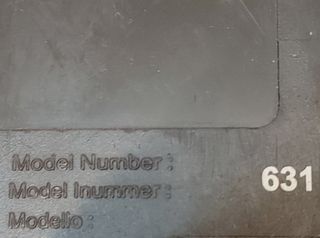 Model Number :
631
Model Inummer :
Modello :